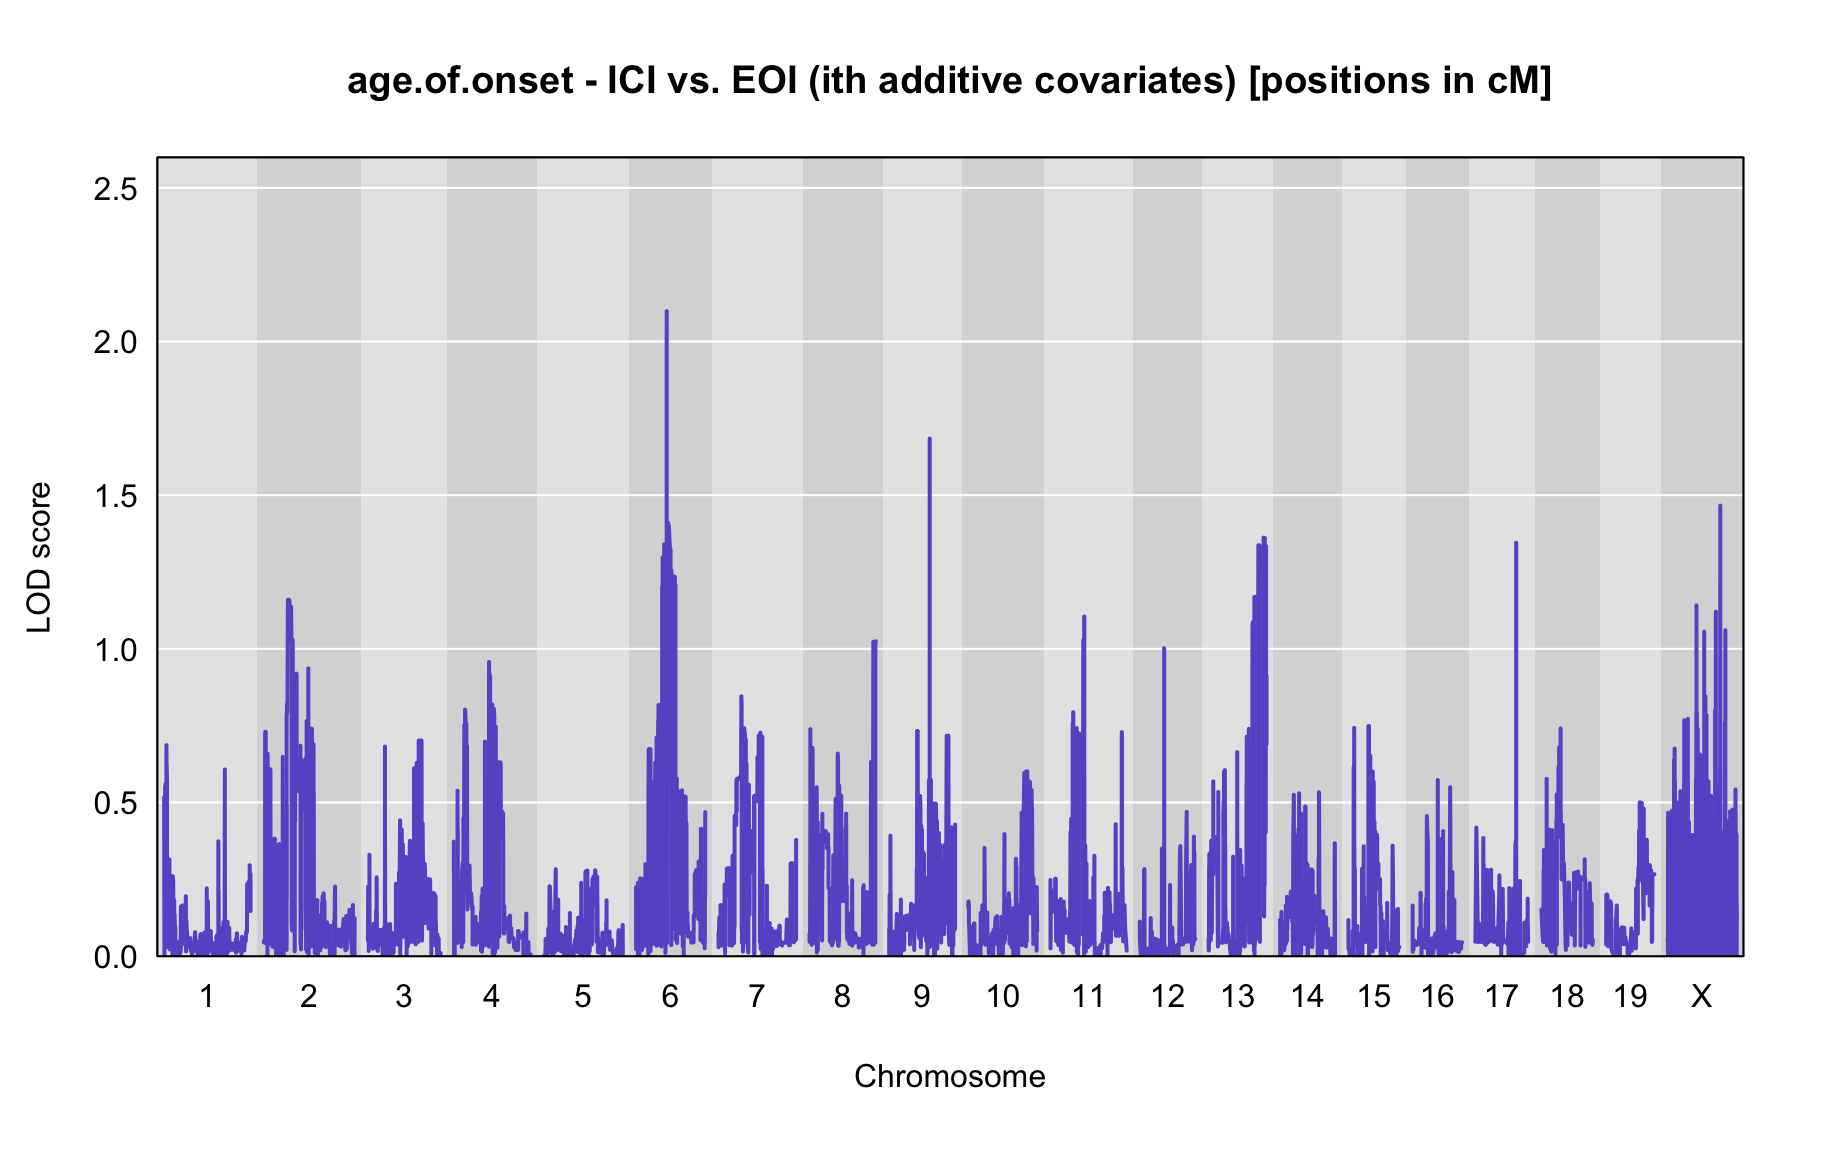 age.of.onset - ICI vs. EOI (ith additive covariates) [positions in cM]
2.5
2.0
1.5
1.0
0.5
0.0
LOD score
1 2 3 4 5 6 7 8 9 10 11 12 13 14 15 16 17 18 19 X
Chromosome